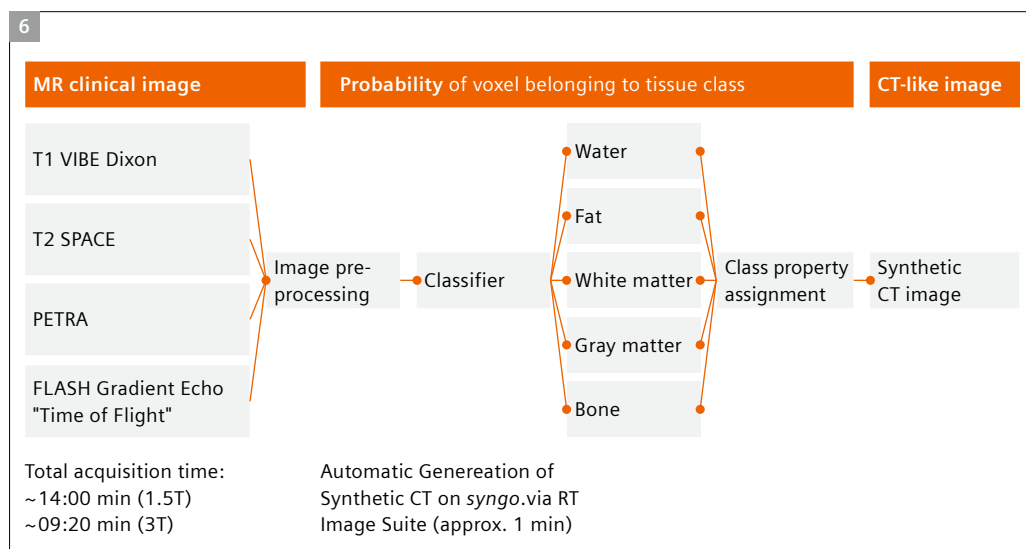 6
MR clinical image
Probability of voxel belonging to tissue class
CT-like image
T1 VIBE Dixon
T2 SPACE
PETRA
FLASH Gradient Echo
"Time of Flight"
Image pre-
processing
Classifier
Water
Fat
White matter
Gray matter
Bone
Class property
assignment
Synthetic
CT image
Total acquisition time:
~14:00 min (1.5T)
~09:20 min (3T)
Automatic Genereation of
Synthetic CT on syngo.via RT
Image Suite (approx. 1 min)